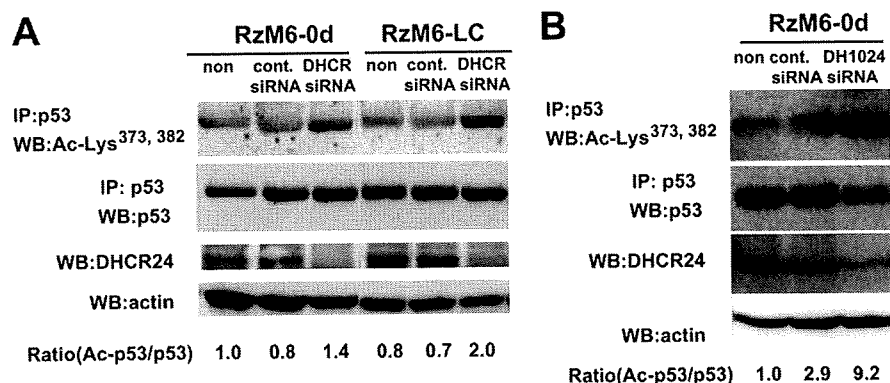 A
RzM6-0d RzM6-LC
non cont. siRNA DHCR siRNA non cont. siRNA DHCR siRNA
IP:p53
WB:Ac-Lys373, 382
IP: p53
WB:p53
WB:DHCR24
WB:actin
Ratio(Ac-p53/p53) 1.0 0.8 1.4 0.8 0.7 2.0
B
RzM6-0d
non cont. siRNA DH1024 siRNA
IP:p53
WB:Ac-Lys373, 382
IP: p53
WB:p53
WB:DHCR24
WB:actin
Ratio(Ac-p53/p53) 1.0 2.9 9.2